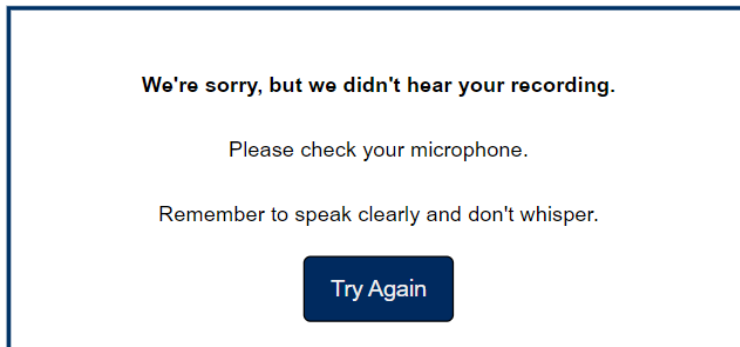 We're sorry, but we didn't hear your recording.
Please check your microphone.
Remember to speak clearly and don't whisper.
Try Again